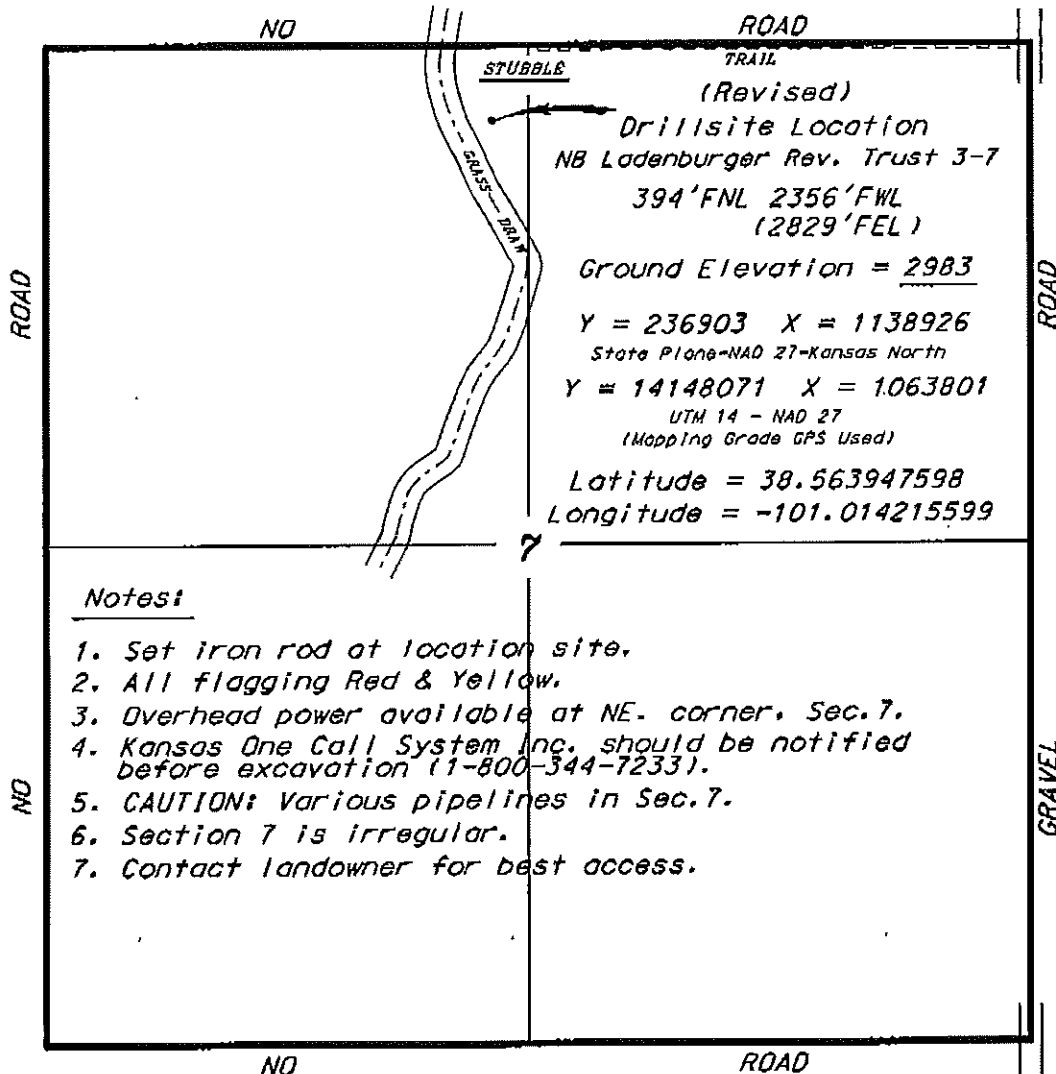 NO ROAD
STUBBLE
TRAIL
(Revised)
Drillsite Location
NB Ladenburger Rev. Trust 3-7
394'FNL 2356'FWL
(2829'FEL)
GRASS DRAW
Ground Elevation = 2983
Y = 236903 X = 1138926
State Plane-NAD 27-Kansas North
Y = 14148071 X = 1063801
UTM 14 - NAD 27
(Mapping Grade GPS Used)
Latitude = 38.563947598
Longitude = -101.014215599
7
Notes:
1. Set iron rod at location site.
2. All flagging Red & Yellow.
3. Overhead power available at NE. corner. Sec.7.
4. Kansas One Call System Inc. should be notified
before excavation (1-800-344-7233).
5. CAUTION: Various pipelines in Sec.7.
6. Section 7 is irregular.
7. Contact landowner for best access.
NO ROAD
GRAVEL ROAD
NO ROAD